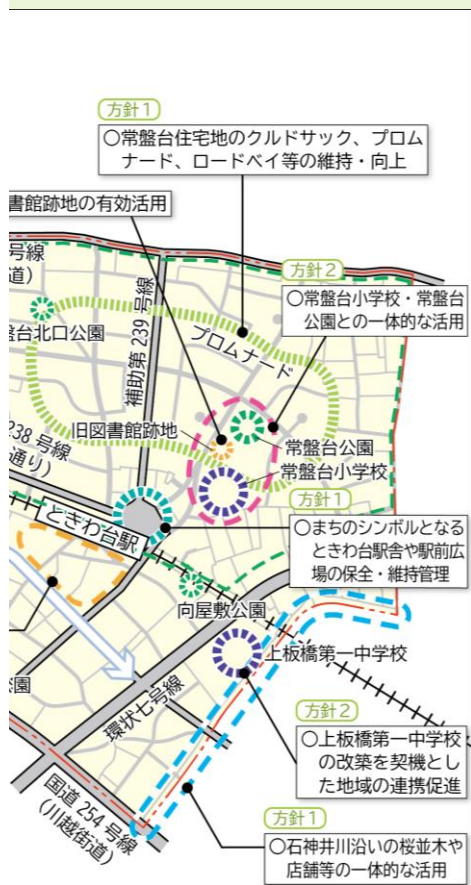 方針1
○常盤台住宅地のクルドサック、プロム
ナード、ロードベイ等の維持・向上
書館跡地の有効活用
号線
道）
方針2
○常盤台小学校・常盤台
公園との一体的な活用
盤台北口公園
補助第239号線
プロムナード
238号線
通り）
旧図書館跡地
常盤台公園
常盤台小学校
ときわ台駅
方針1
○まちのシンボルとなる
ときわ台駅舎や駅前広
場の保全・維持管理
向屋敷公園
上板橋第一中学校
公園
環状七号線
方針2
○上板橋第一中学校
の改築を契機とし
た地域の連携促進
国道254号線
（川越街道）
方針1
○石神井川沿いの桜並木や
店舗等の一体的な活用